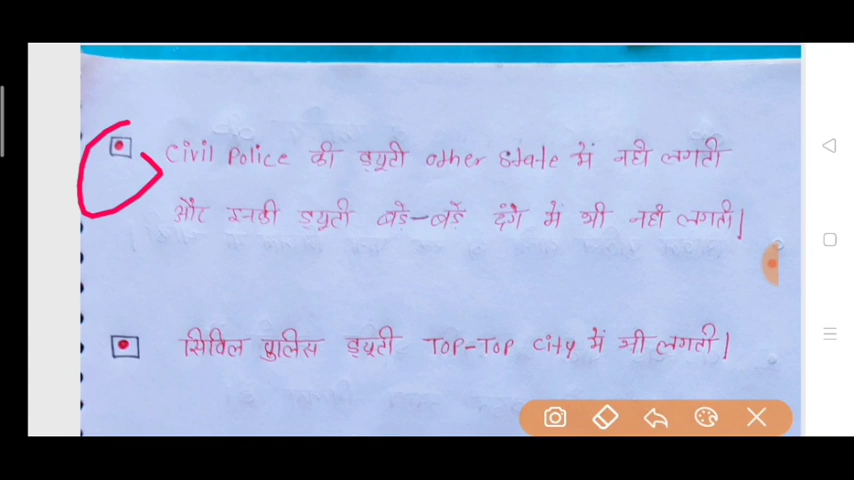 Civil Police की ड्यूटी other State में नही लगती
और इनकी ड्यूटी बड़े-बड़े दंगे में भी नही लगती|
सिविल पुलिस ड्यूटी TOP-TOP City में भी लगती|